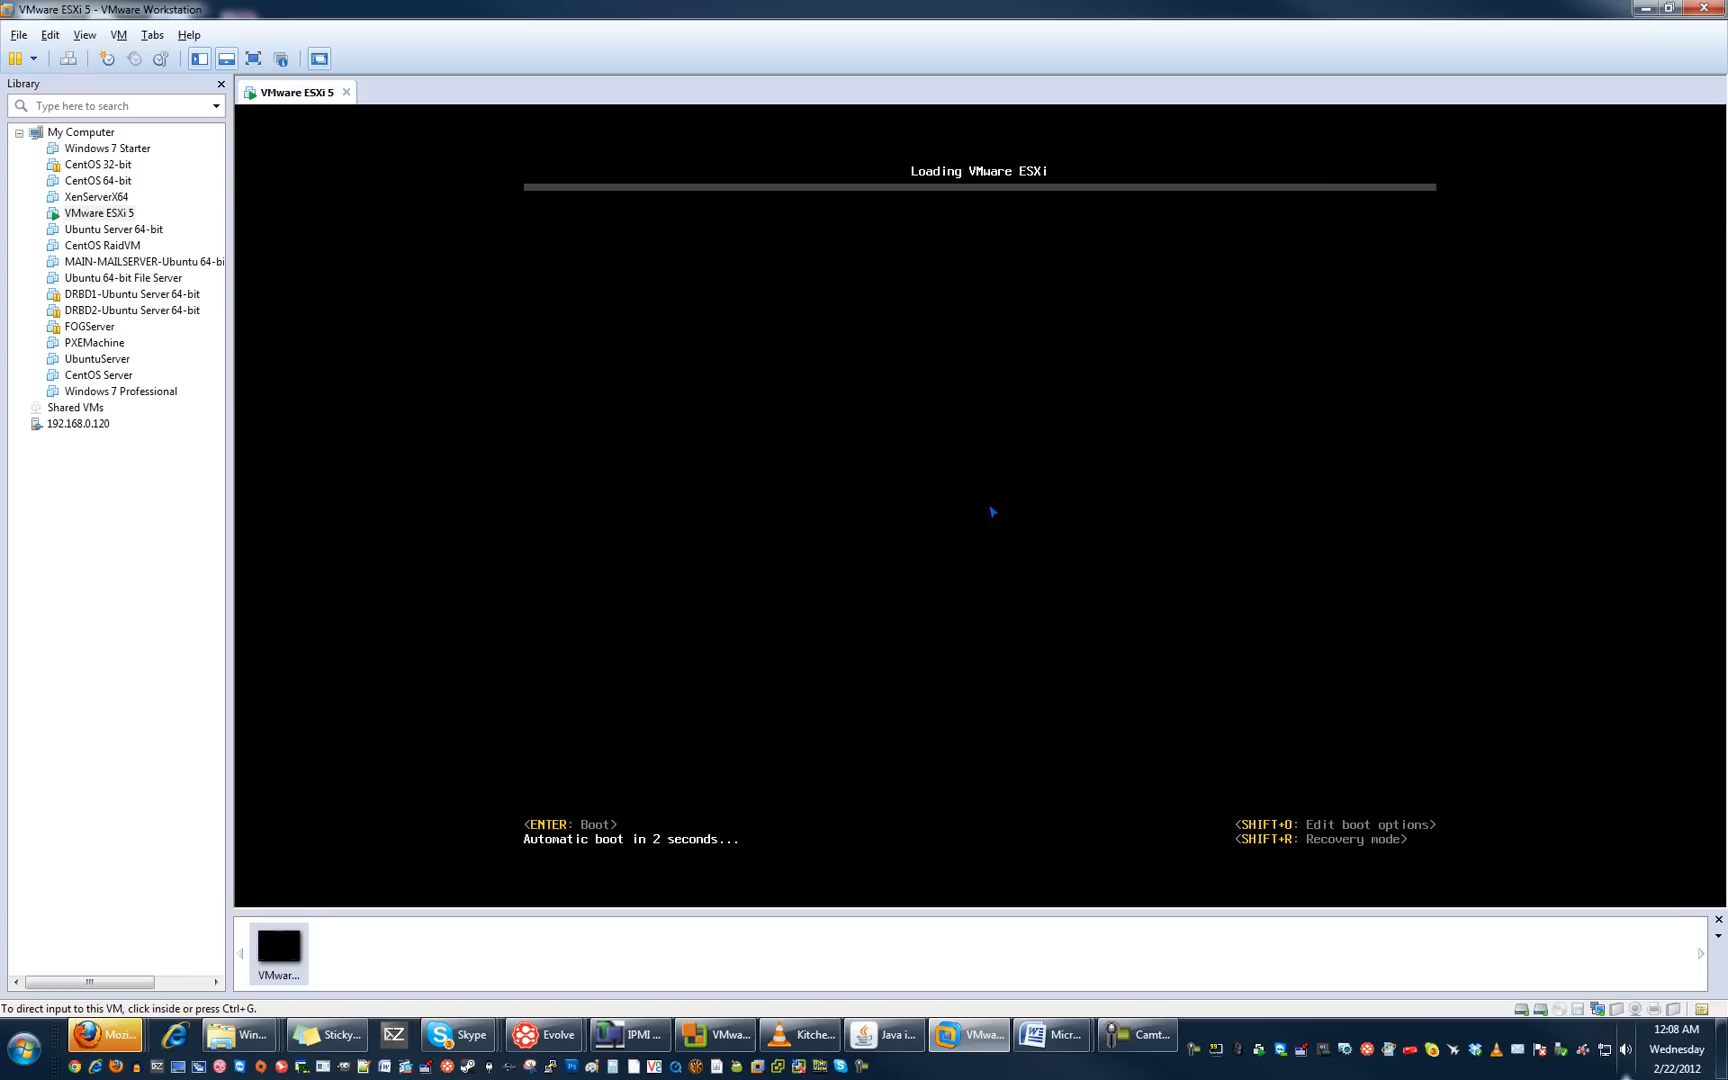 VMware ESXi 5 - VMware Workstation
File Edit View VM Tabs Help
Library
Type here to search
VMware ESXi 5
My Computer
Windows 7 Starter
CentOS 32-bit
CentOS 64-bit
XenServerX64
VMware ESXi 5
Ubuntu Server 64-bit
CentOS RaidVM
MAIN-MAILSERVER-Ubuntu 64-bi
Ubuntu 64-bit File Server
DRBD1-Ubuntu Server 64-bit
DRBD2-Ubuntu Server 64-bit
FOGServer
PXEMachine
UbuntuServer
CentOS Server
Windows 7 Professional
Shared VMs
192.168.0.120
Loading VMware ESXi
<ENTER: Boot>
Automatic boot in 2 seconds...
<SHIFT+O: Edit boot options>
<SHIFT+R: Recovery mode>
VMwar...
To direct input to this VM, click inside or press Ctrl+G.
Mozi... Win... Sticky... Skype Evolve IPMI ... VMwa... Kitche... Java i... VMwa... Micr... Camt...
12:08 AM
Wednesday
2/22/2012